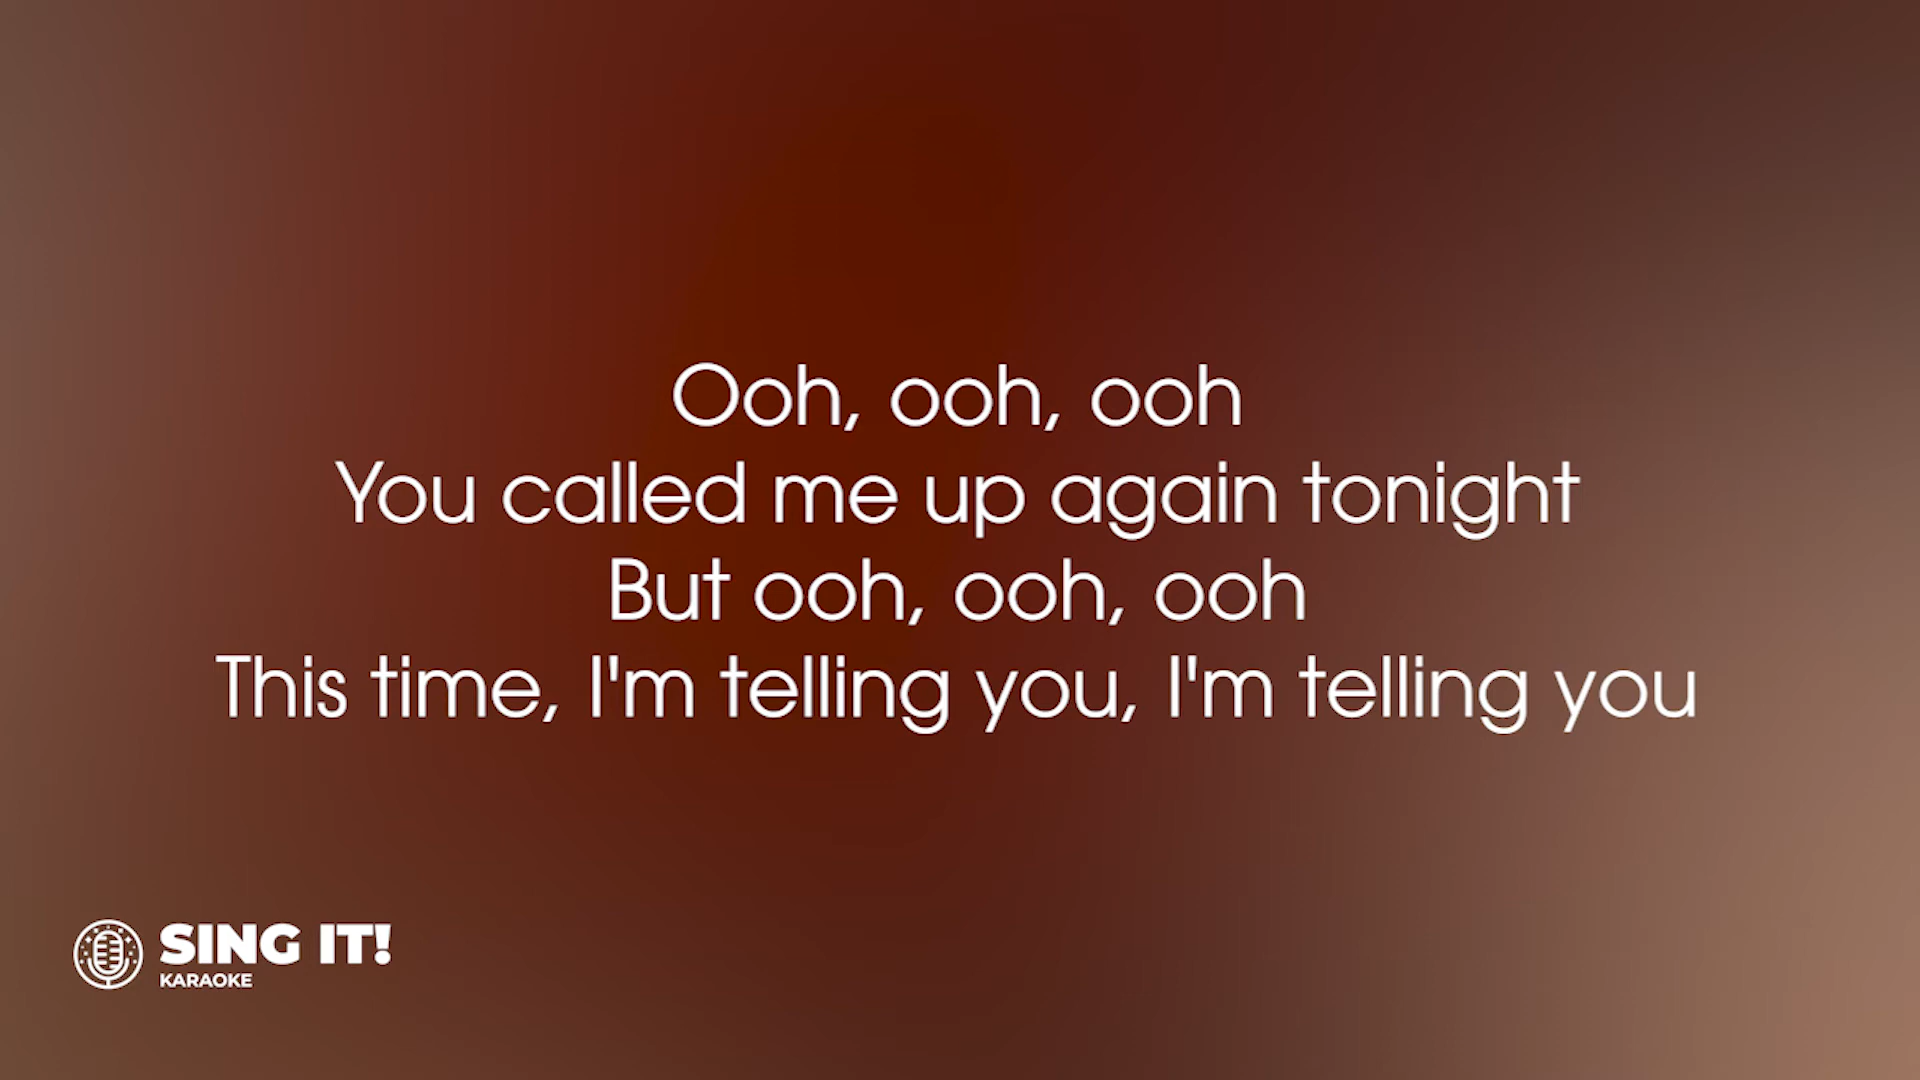 Ooh, ooh, ooh
You called me up again tonight
But ooh, ooh, ooh
This time, I'm telling you, I'm telling you
SING IT!
KARAOKE